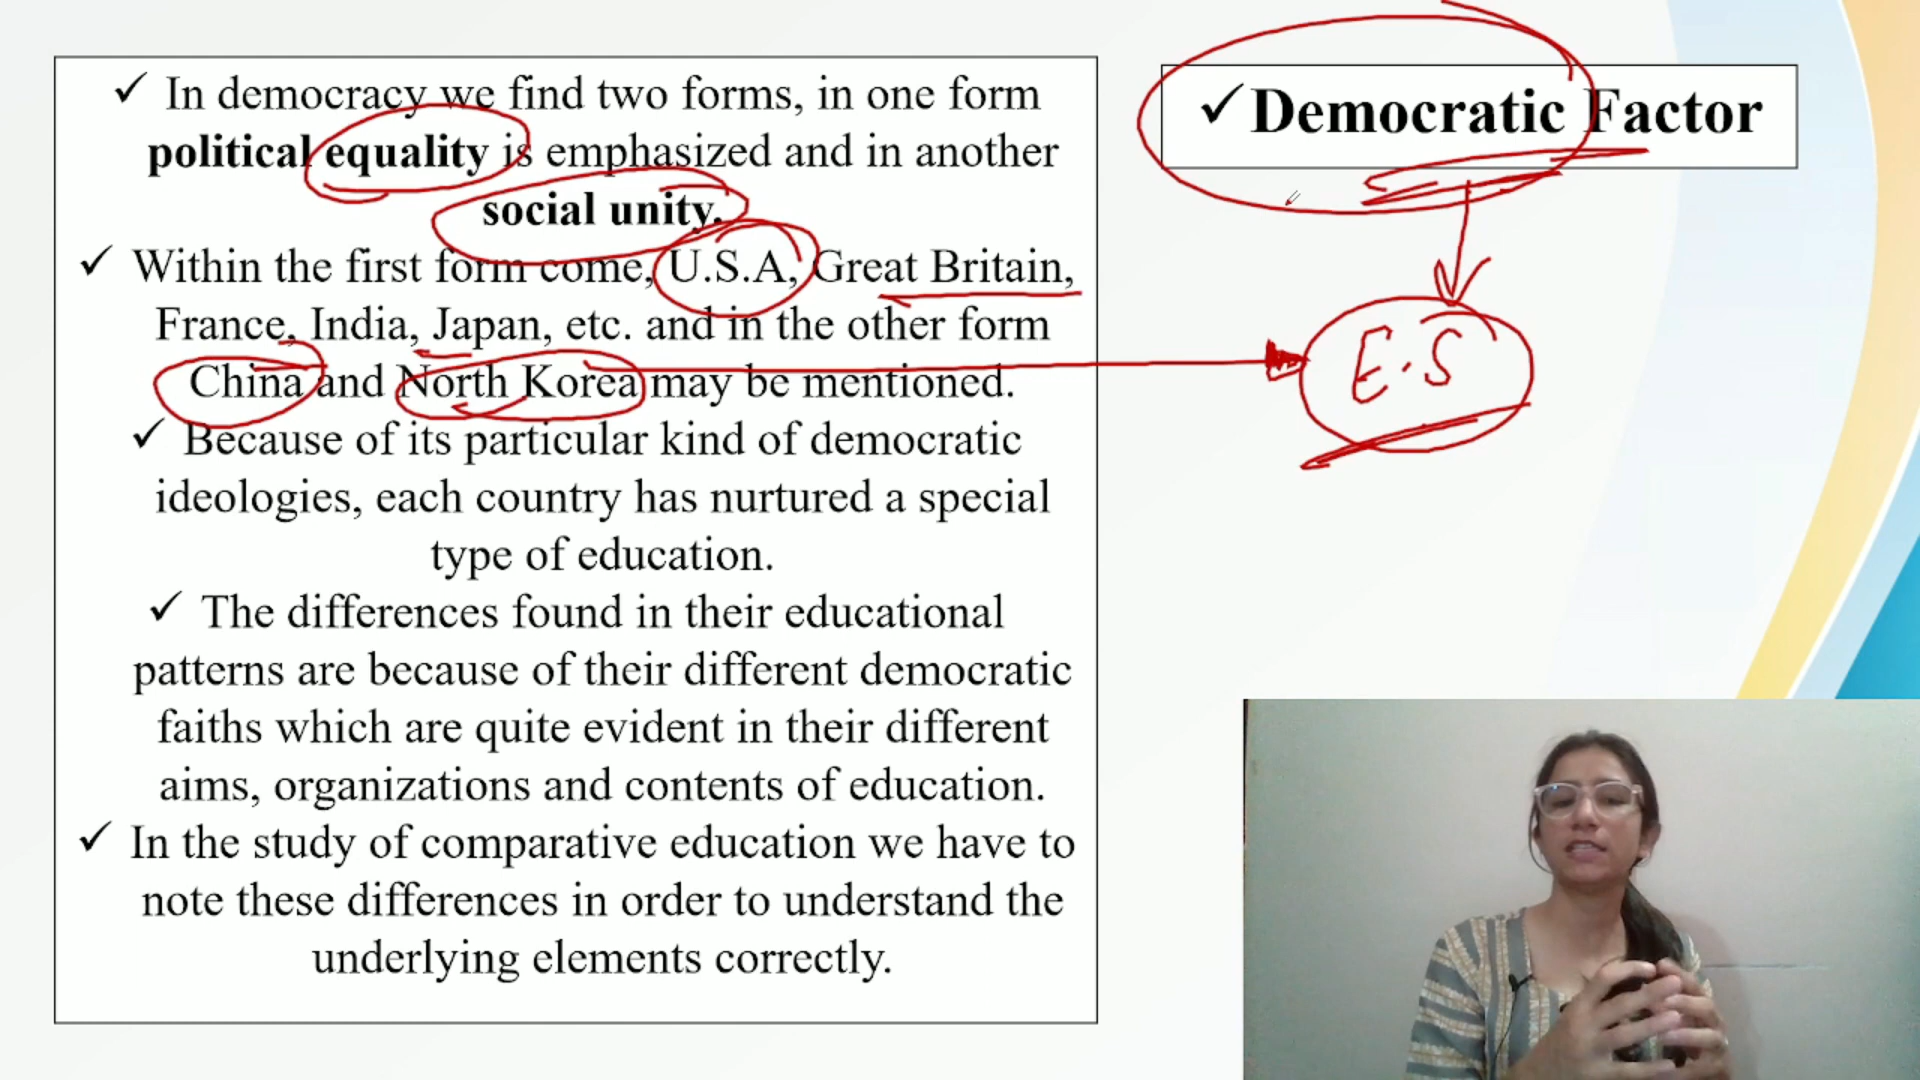 ✓ In democracy we find two forms, in one form
political equality is emphasized and in another
social unity.
✓ Within the first form come, U.S.A, Great Britain,
France, India, Japan, etc. and in the other form
China and North Korea may be mentioned.
✓ Because of its particular kind of democratic
ideologies, each country has nurtured a special
type of education.
✓ The differences found in their educational
patterns are because of their different democratic
faiths which are quite evident in their different
aims, organizations and contents of education.
✓ In the study of comparative education we have to
note these differences in order to understand the
underlying elements correctly.
✓ Democratic Factor
E.S